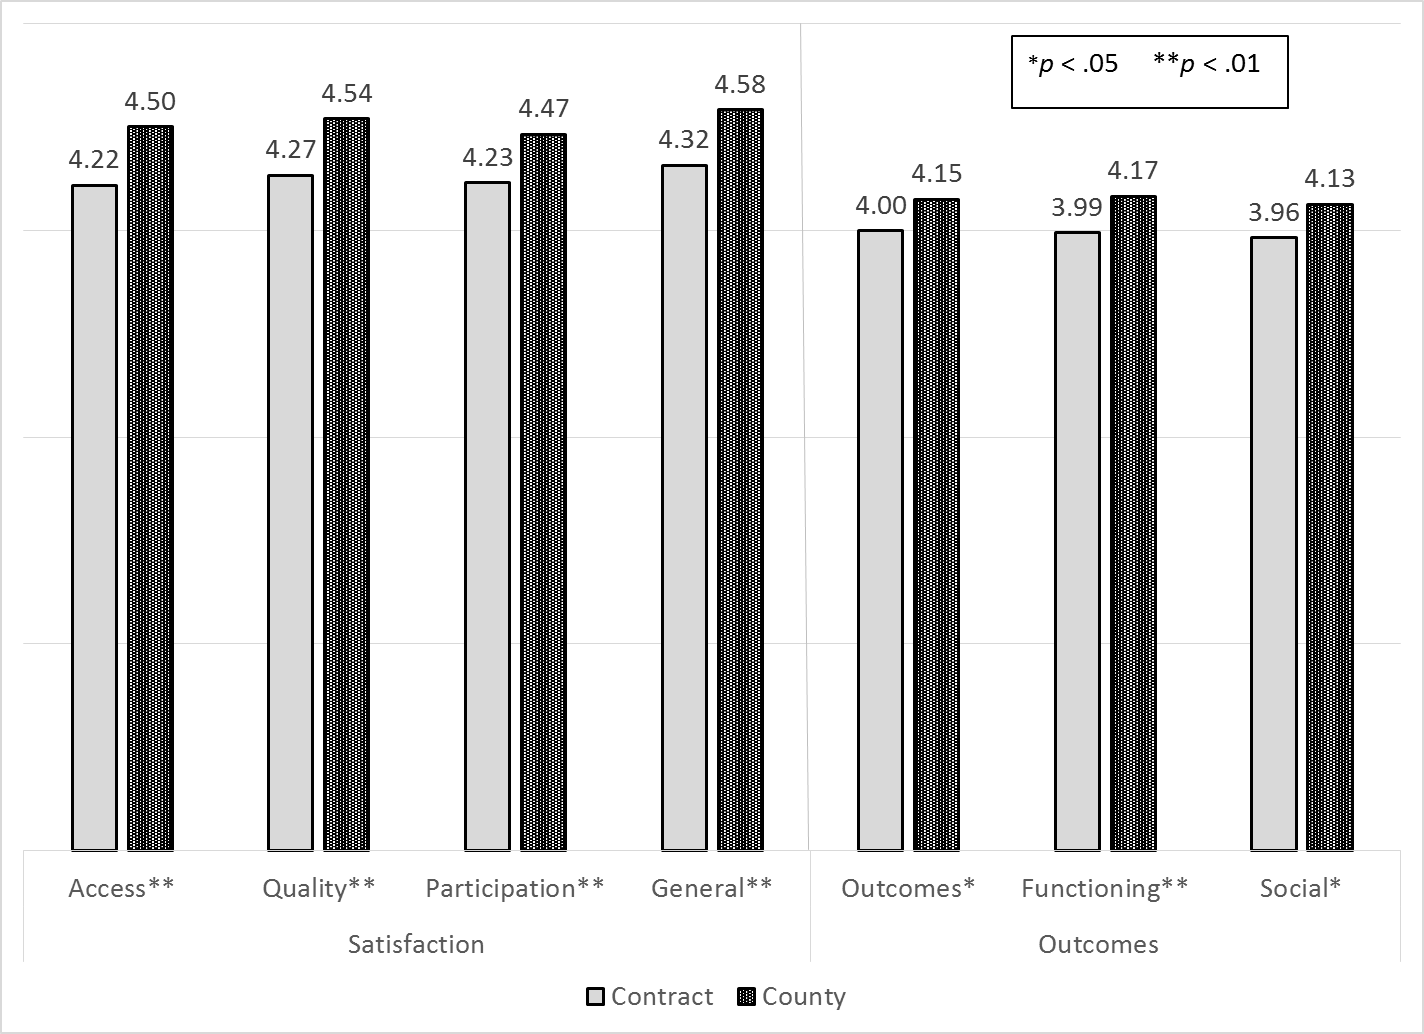 *p < .05 **p < .01
4.22 4.50 4.27 4.54 4.23 4.47 4.32 4.58 4.00 4.15 3.99 4.17 3.96 4.13
Access** Quality** Participation** General** Outcomes* Functioning** Social*
Satisfaction Outcomes
Contract County